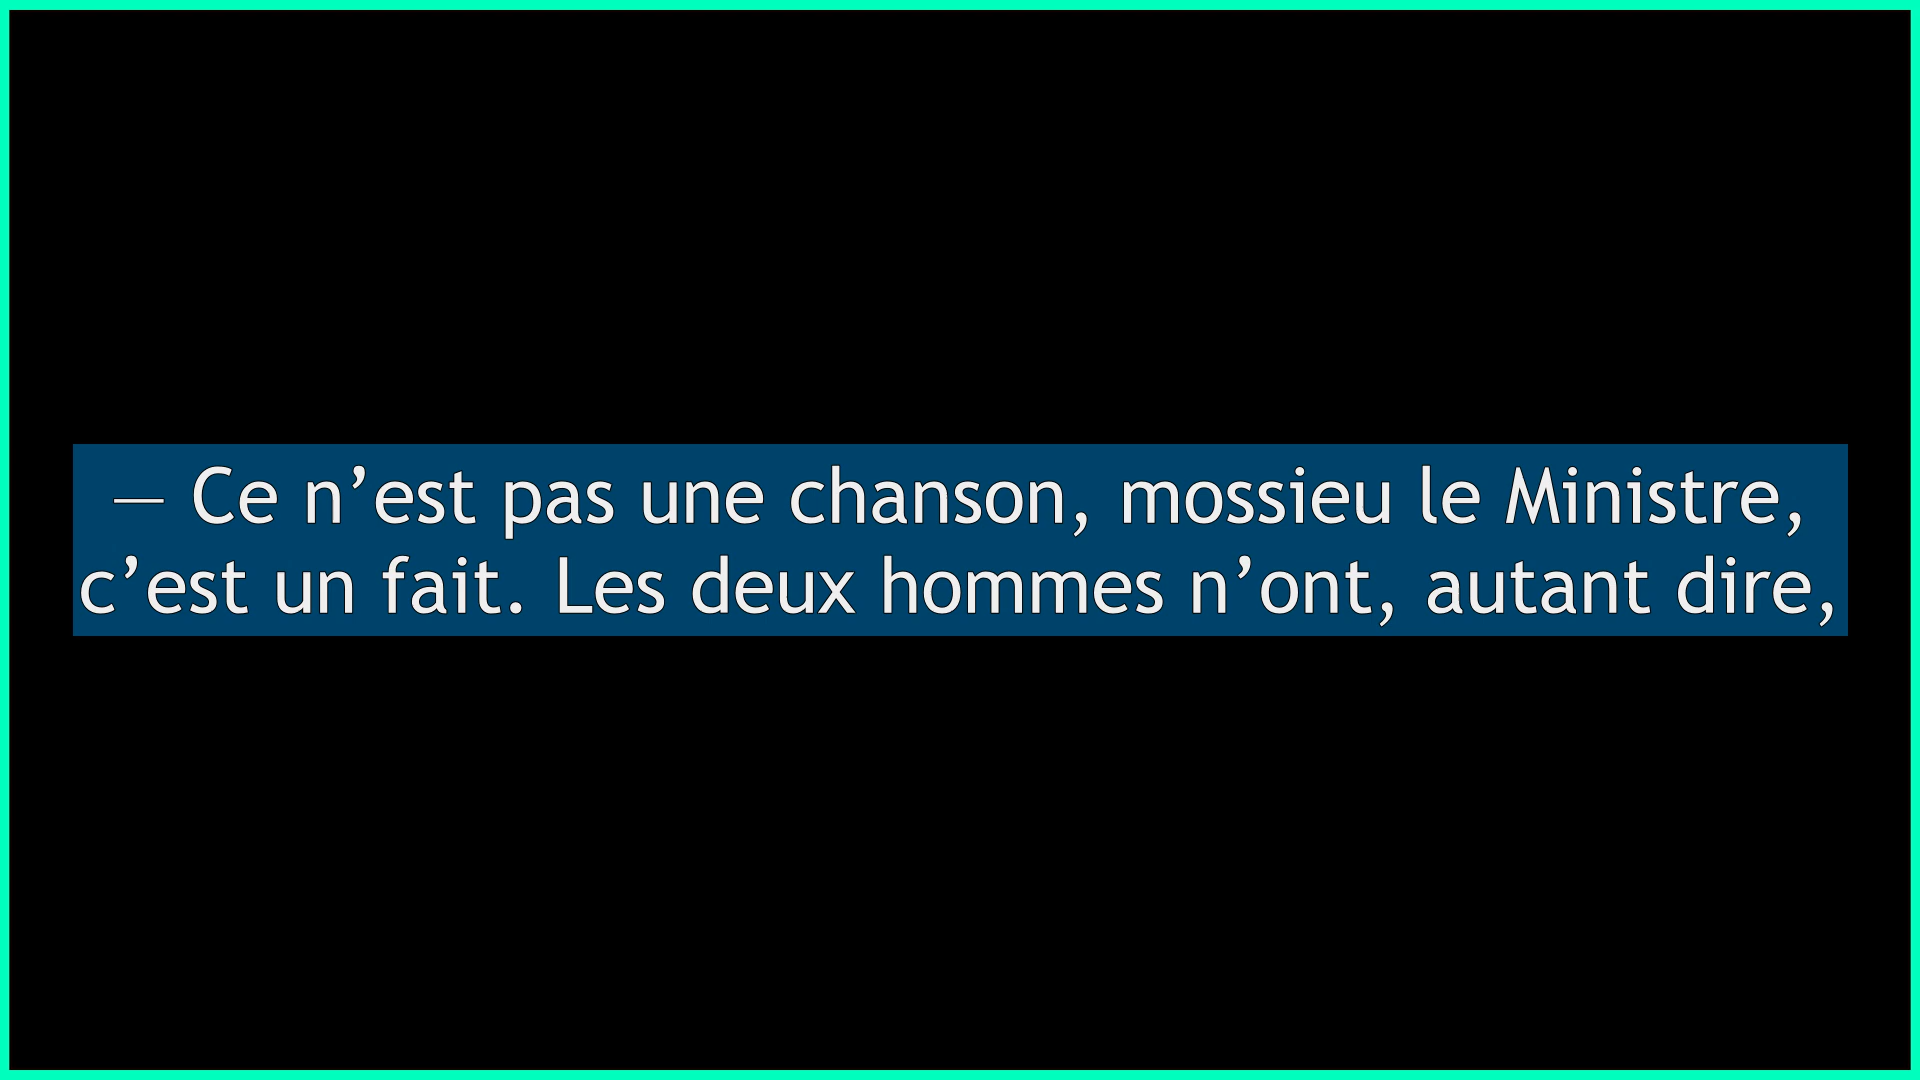 — Ce n’est pas une chanson, mossieu le Ministre,
c’est un fait. Les deux hommes n’ont, autant dire,